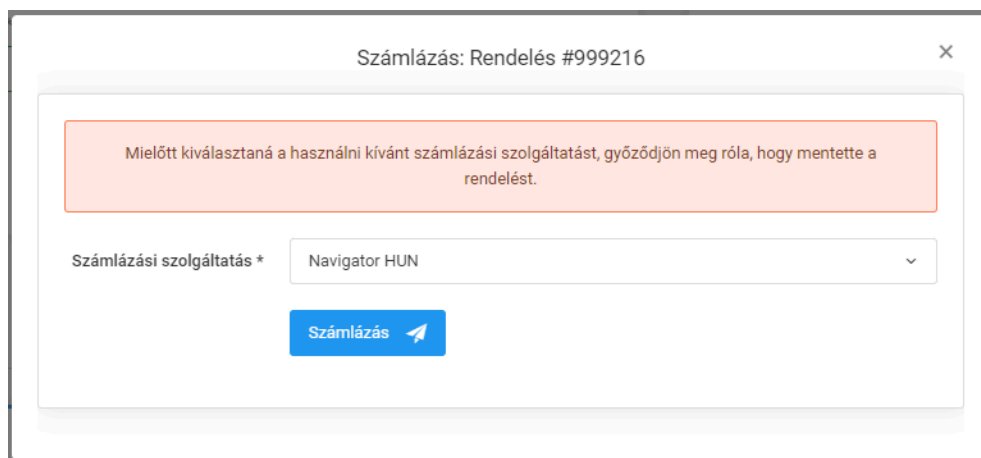 Számlázás: Rendelés #999216
Mielőtt kiválasztaná a használni kívánt számlázási szolgáltatást, győződjön meg róla, hogy mentette a
rendelést.
Számlázási szolgáltatás * Navigator HUN
Számlázás